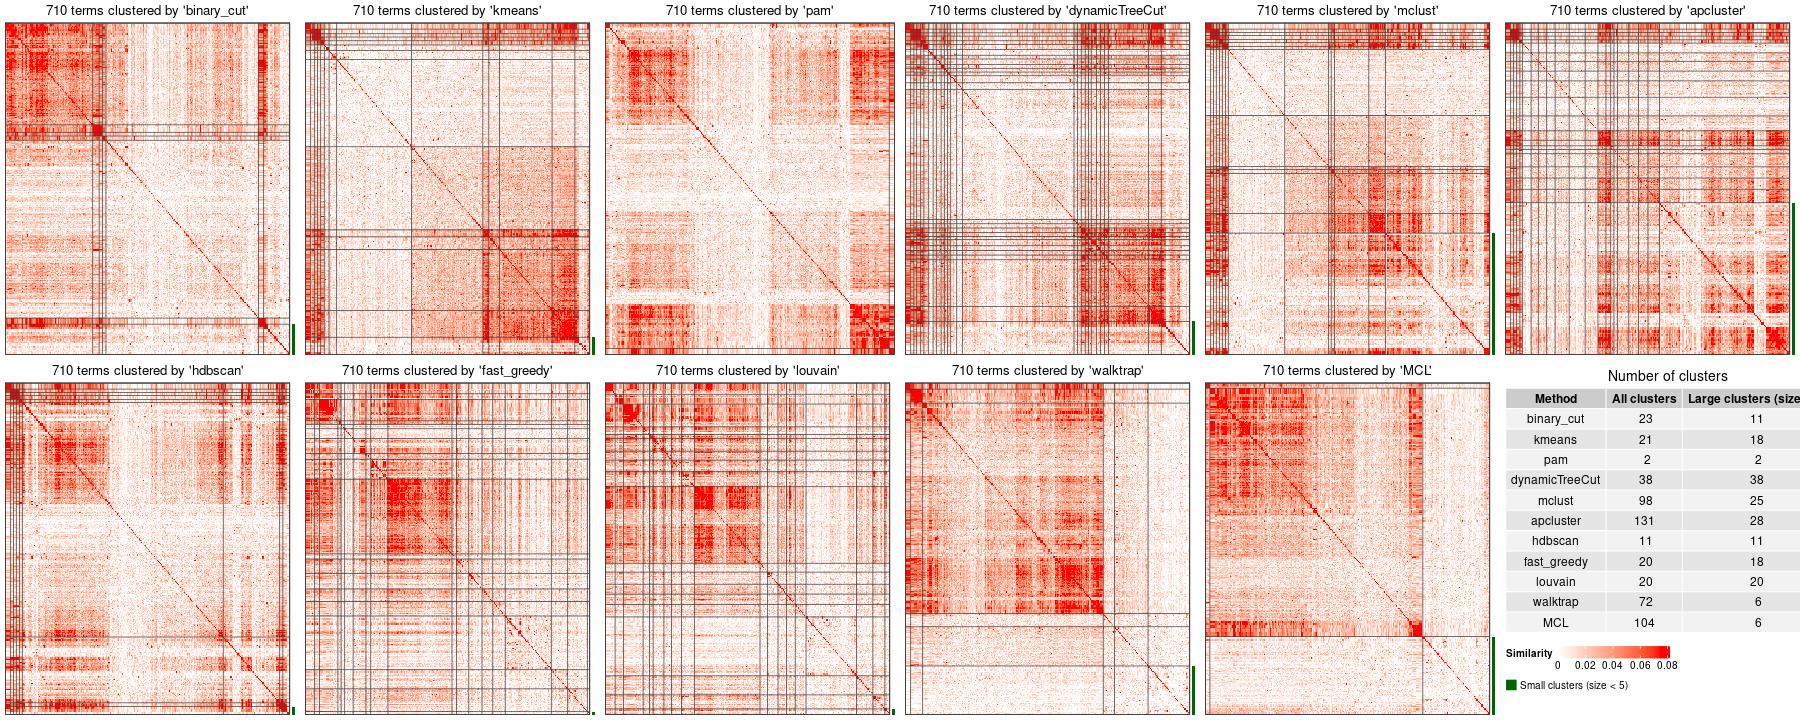 710 terms clustered by 'binary_cut'
710 terms clustered by 'kmeans'
710 terms clustered by 'pam'
710 terms clustered by 'dynamicTreeCut'
710 terms clustered by 'mclust'
710 terms clustered by 'apcluster'
710 terms clustered by 'hdbscan'
710 terms clustered by 'fast_greedy'
710 terms clustered by 'louvain'
710 terms clustered by 'walktrap'
710 terms clustered by 'MCL'
Number of clusters
Method All clusters Large clusters (size
binary_cut 23 11
kmeans 21 18
pam 2 2
dynamicTreeCut 38 38
mclust 98 25
apcluster 131 28
hdbscan 11 11
fast_greedy 20 18
louvain 20 20
walktrap 72 6
MCL 104 6
Similarity
0 0.02 0.04 0.06 0.08
Small clusters (size < 5)